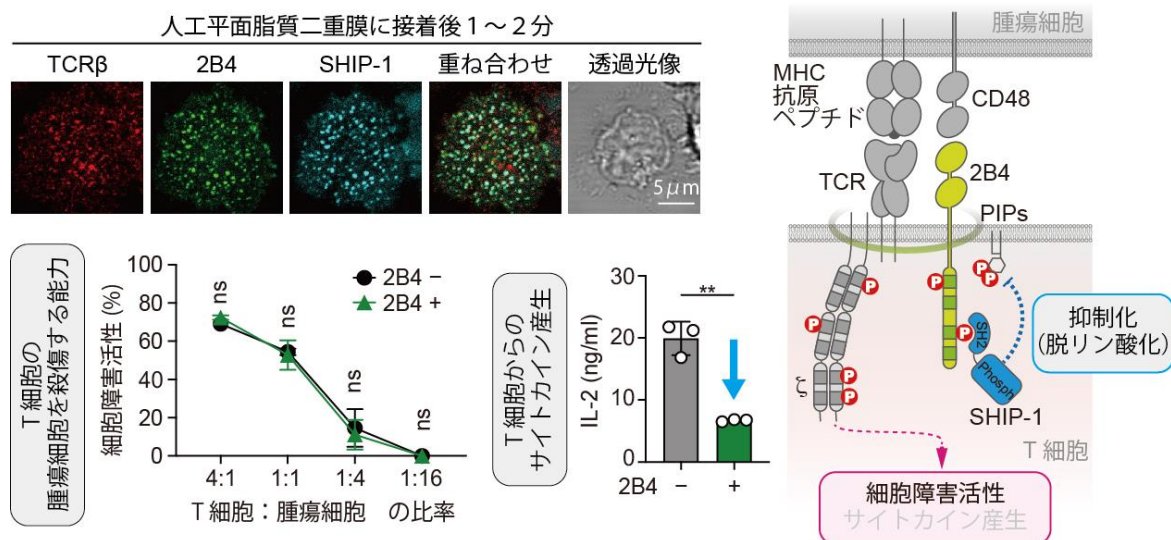 人工平面脂質二重膜に接着後1～2分
TCRβ 2B4 SHIP-1 重ね合わせ 透過光像
5μm
T細胞の
腫瘍細胞を殺傷する能力
細胞障害活性 (%)
100
80
60
40
20
0
2B4 −
2B4 +
ns ns ns ns
4:1 1:1 1:4 1:16
T細胞：腫瘍細胞 の比率
T細胞からの
サイトカイン産生
IL-2 (ng/ml)
30
20
10
0
**
2B4 − +
腫瘍細胞
MHC
抗原
ペプチド
CD48
TCR
2B4
PIPs
P P P
P
P
P
SH2
P P
Phosph
SHIP-1
ζ
抑制化
(脱リン酸化)
T細胞
細胞障害活性
サイトカイン産生